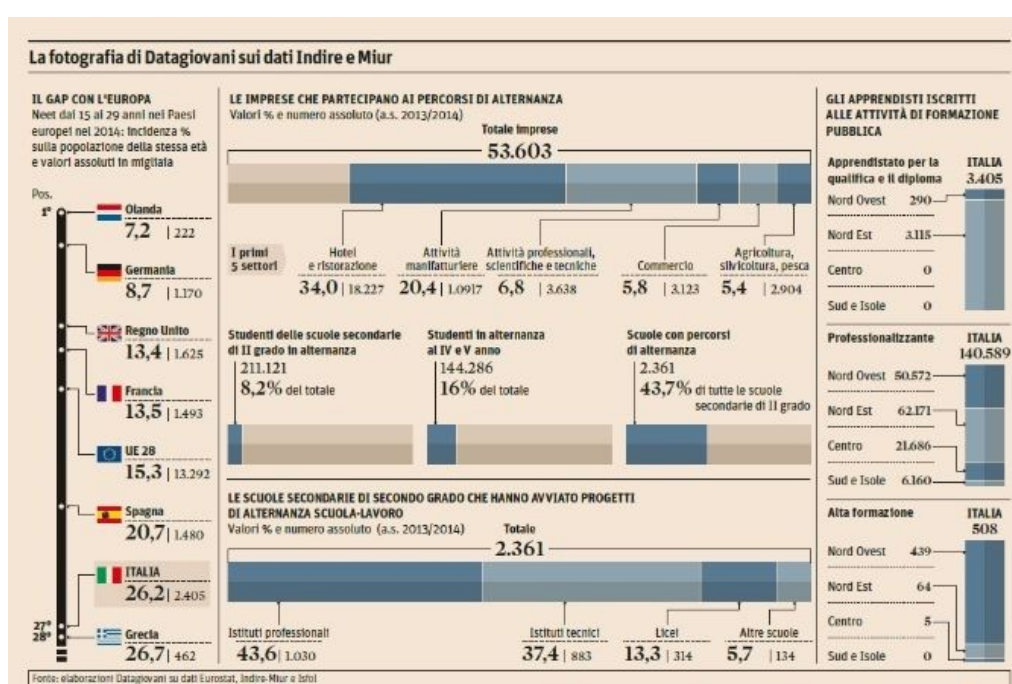 La fotografia di Datagiovani sui dati Indire e Miur
IL GAP CON L'EUROPA
Neet dai 15 ai 29 anni nei Paesi
europei nel 2014: incidenza %
sulla popolazione della stessa età
e valori assoluti in migliaia
Pos.
1°
Olanda
7,2 | 222
Germania
8,7 | 1.170
Regno Unito
13,4 | 1.625
Francia
13,5 | 1.493
UE 28
15,3 | 13.292
Spagna
20,7 | 1.480
ITALIA
26,2 | 2.405
27°
28°
Grecia
26,7 | 462
LE IMPRESE CHE PARTECIPANO AI PERCORSI DI ALTERNANZA
Valori % e numero assoluto (a.s. 2013/2014)
Totale imprese
53.603
I primi
5 settori
Hotel
e ristorazione
34,0 | 18.227
Attività
manifatturiere
20,4 | 1.0917
Attività professionali,
scientifiche e tecniche
6,8 | 3.638
Commercio
5,8 | 3.123
Agricoltura,
silvicoltura, pesca
5,4 | 2.904
Studenti delle scuole secondarie
di II grado in alternanza
211.121
8,2% del totale
Studenti in alternanza
al IV e V anno
144.286
16% del totale
Scuole con percorsi
di alternanza
2.361
43,7% di tutte le scuole
secondarie di II grado
LE SCUOLE SECONDARIE DI SECONDO GRADO CHE HANNO AVVIATO PROGETTI
DI ALTERNANZA SCUOLA-LAVORO
Valori % e numero assoluto (a.s. 2013/2014)
Totale
2.361
Istituti professionali
43,6 | 1.030
Istituti tecnici
37,4 | 883
Licei
13,3 | 314
Altre scuole
5,7 | 134
GLI APPRENDISTI ISCRITTI
ALLE ATTIVITÀ DI FORMAZIONE
PUBBLICA
Apprendistato per la
qualifica e il diploma
ITALIA
3.405
Nord Ovest 290
Nord Est 3.115
Centro 0
Sud e Isole 0
Professionalizzante
ITALIA
140.589
Nord Ovest 50.572
Nord Est 62.171
Centro 21.686
Sud e Isole 6.160
Alta formazione
ITALIA
508
Nord Ovest 439
Nord Est 64
Centro 5
Sud e Isole 0
Fonte: elaborazioni Datagiovani su dati Eurostat, Indire-Miur e Isfol